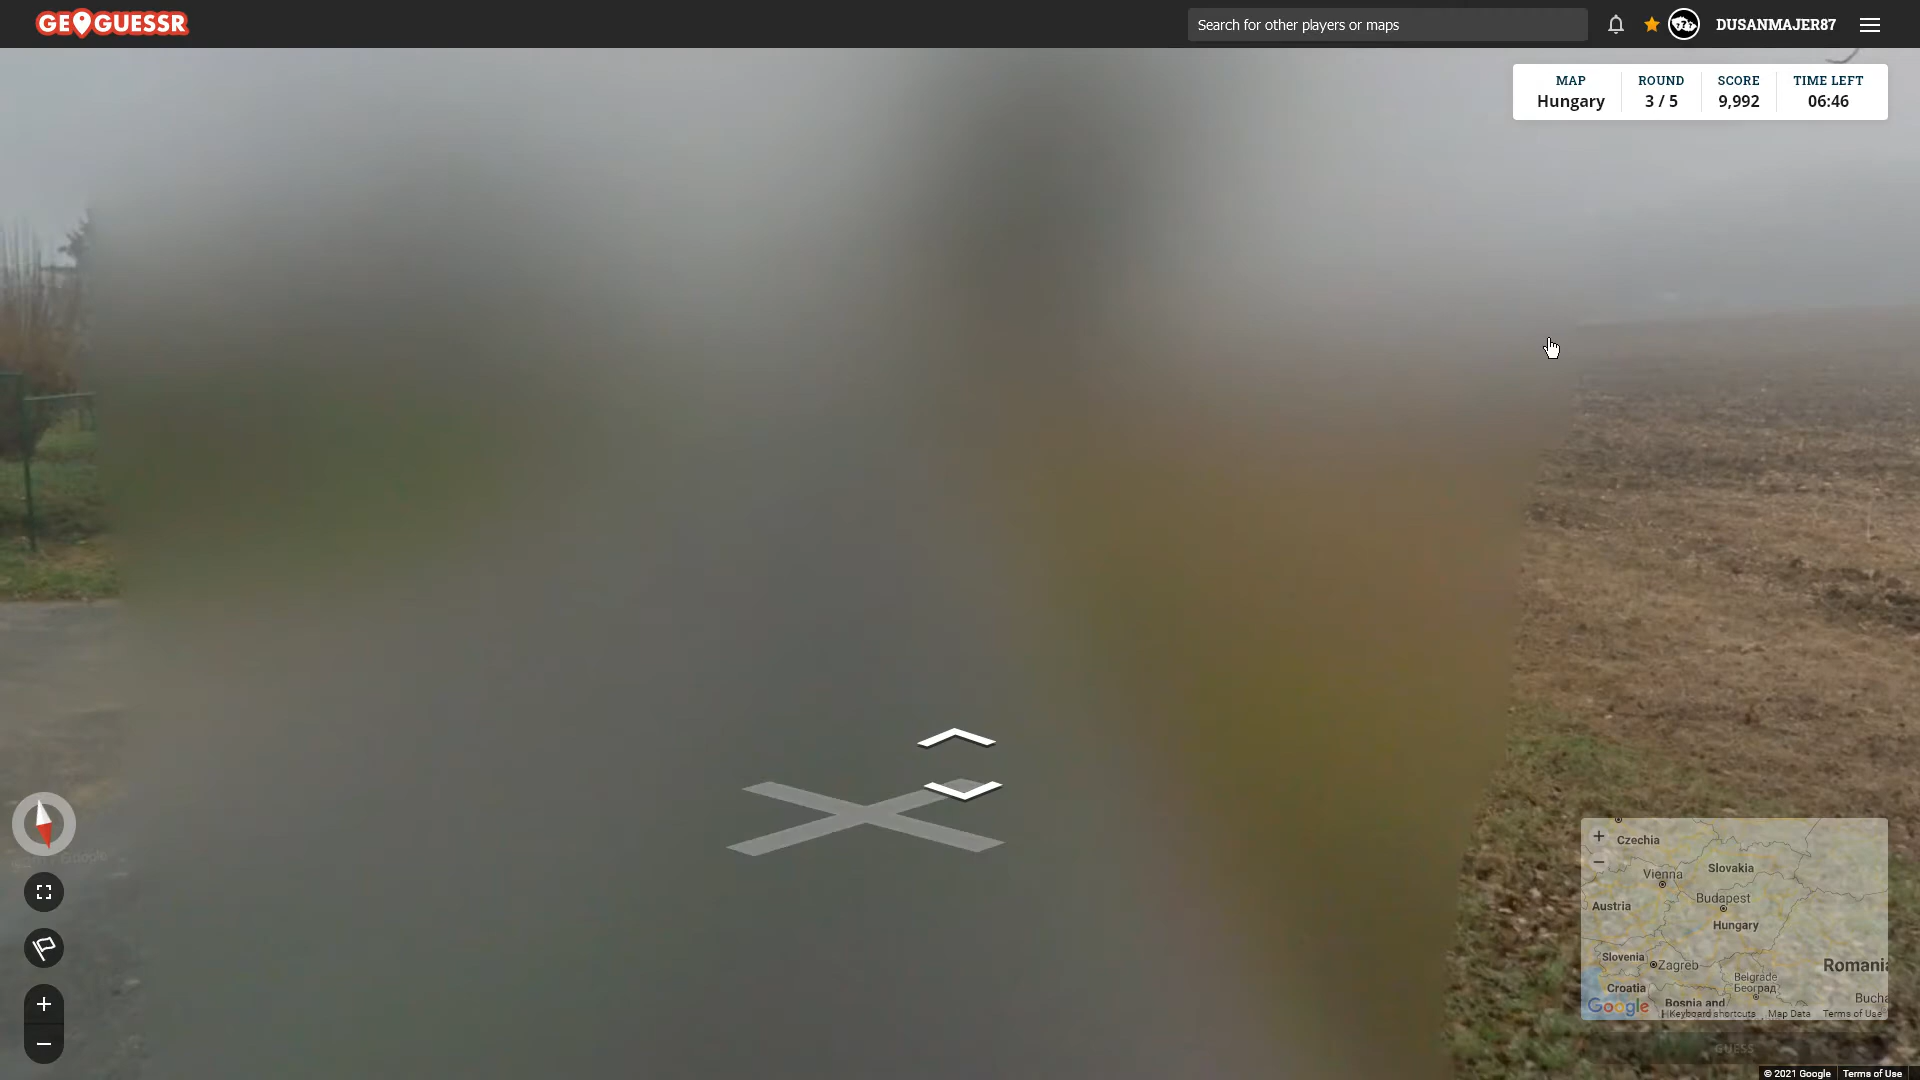 GEOGUESSR
Search for other players or maps
DUSANMAJER87
MAP
Hungary
ROUND
3 / 5
SCORE
9,992
TIME LEFT
06:46
Czechia
Slovakia
Vienna
Budapest
Austria
Hungary
Slovenia
Zagreb
Romania
Belgrade
Београд
Croatia
Bosnia and
Bucha
Google
Keyboard shortcuts
Map Data
Terms of Use
GUESS
© 2021 Google
Terms of Use